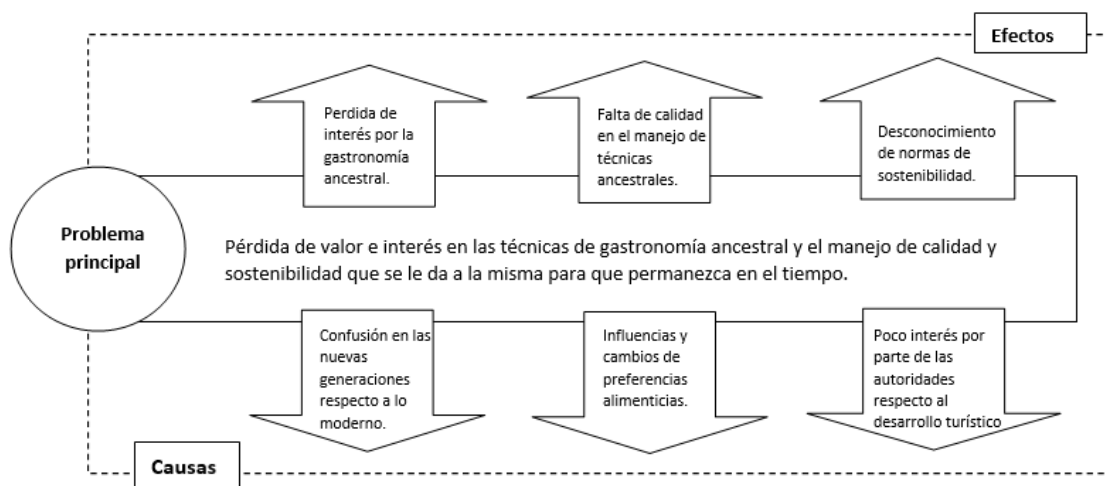 Efectos
Perdida de
interés por la
gastronomía
ancestral.
Falta de calidad
en el manejo de
técnicas
ancestrales.
Desconocimiento
de normas de
sostenibilidad.
Problema
principal
Pérdida de valor e interés en las técnicas de gastronomía ancestral y el manejo de calidad y
sostenibilidad que se le da a la misma para que permanezca en el tiempo.
Confusión en las
nuevas
generaciones
respecto a lo
moderno.
Influencias y
cambios de
preferencias
alimenticias.
Poco interés por
parte de las
autoridades
respecto al
desarrollo turístico
Causas